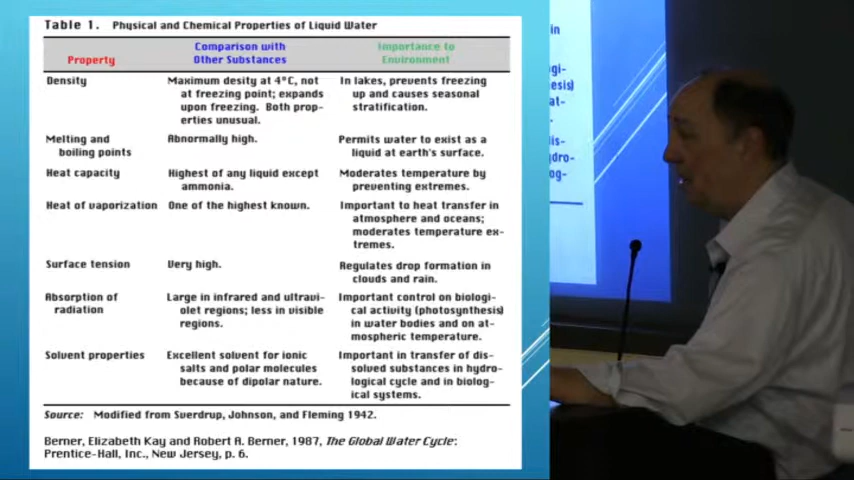 Table 1. Physical and Chemical Properties of Liquid Water
Property Comparison with Other Substances Importance to Environment
Density Maximum desity at 4°C, not In lakes, prevents freezing
at freezing point; expands up and causes seasonal
upon freezing. Both prop- stratification.
erties unusual.
Melting and Abnormally high. Permits water to exist as a
boiling points liquid at earth's surface.
Heat capacity Highest of any liquid except Moderates temperature by
ammonia. preventing extremes.
Heat of vaporization One of the highest known. Important to heat transfer in
atmosphere and oceans;
moderates temperature ex-
tremes.
Surface tension Very high. Regulates drop formation in
clouds and rain.
Absorption of Large in infrared and ultravi- Important control on biologi-
radiation olet regions; less in visible cal activity (photosynthesis)
regions. in water bodies and on at-
mospheric temperature.
Solvent properties Excellent solvent for ionic Important in transfer of dis-
salts and polar molecules solved substances in hydro-
because of dipolar nature. logical cycle and in biolog-
ical systems.
Source: Modified from Sverdrup, Johnson, and Fleming 1942.
Berner, Elizabeth Kay and Robert A. Berner, 1987, The Global Water Cycle:
Prentice-Hall, Inc., New Jersey, p. 6.
in
ogi-
esis)
at-
dis-
ydro-
log-